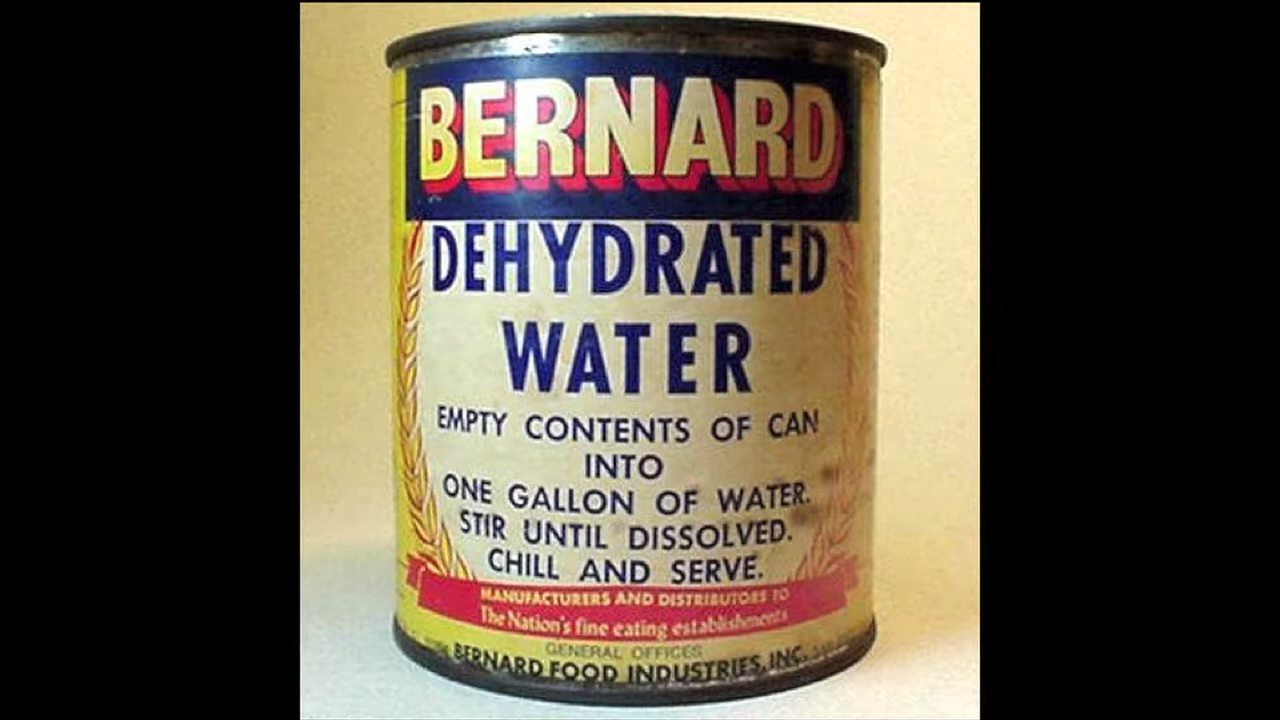 BERNARD
DEHYDRATED
WATER
EMPTY CONTENTS OF CAN
INTO
ONE GALLON OF WATER.
STIR UNTIL DISSOLVED.
CHILL AND SERVE.
MANUFACTURERS AND DISTRIBUTORS TO
The Nation's fine eating establishments
GENERAL OFFICES
BERNARD FOOD INDUSTRIES, INC.